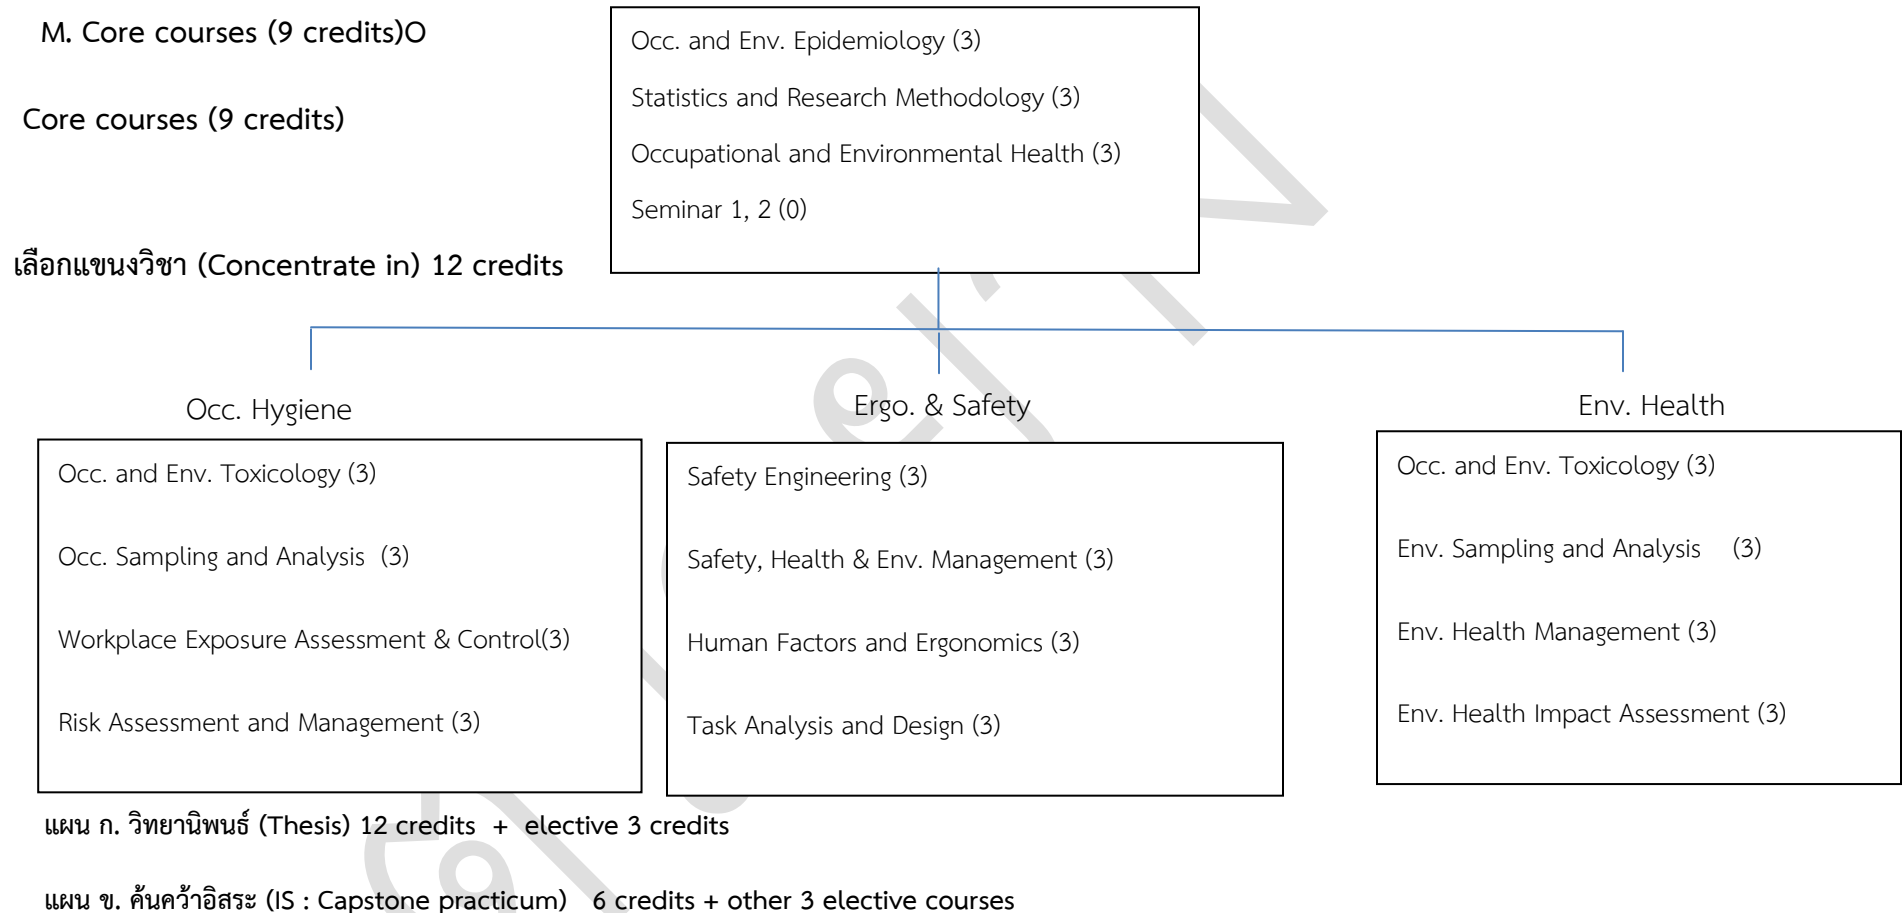 M. Core courses (9 credits)O
Core courses (9 credits)
Occ. and Env. Epidemiology (3)
Statistics and Research Methodology (3)
Occupational and Environmental Health (3)
Seminar 1, 2 (0)
เลือกแขนงวิชา (Concentrate in) 12 credits
Occ. Hygiene
Occ. and Env. Toxicology (3)
Occ. Sampling and Analysis (3)
Workplace Exposure Assessment & Control(3)
Risk Assessment and Management (3)
Ergo. & Safety
Safety Engineering (3)
Safety, Health & Env. Management (3)
Human Factors and Ergonomics (3)
Task Analysis and Design (3)
Env. Health
Occ. and Env. Toxicology (3)
Env. Sampling and Analysis (3)
Env. Health Management (3)
Env. Health Impact Assessment (3)
แผน ก. วิทยานิพนธ์ (Thesis) 12 credits + elective 3 credits
แผน ข. ค้นคว้าอิสระ (IS : Capstone practicum) 6 credits + other 3 elective courses